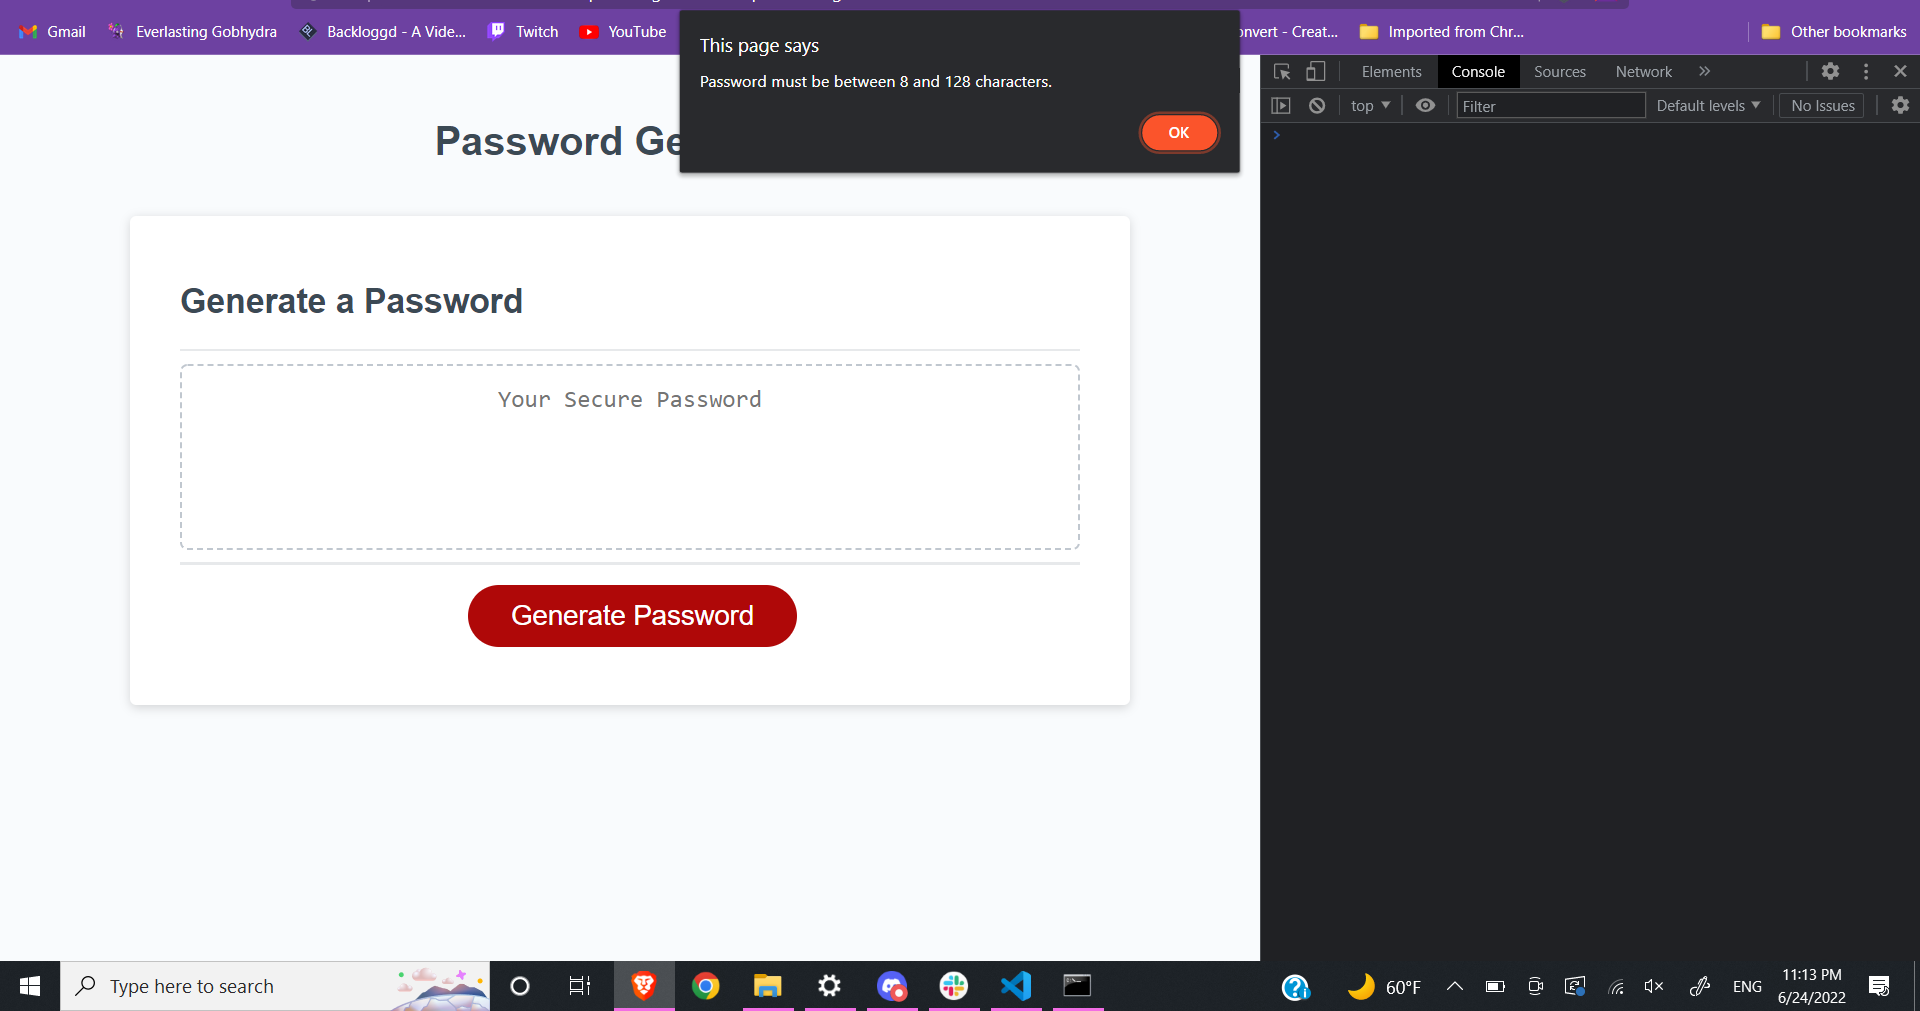 Gmail
Everlasting Gobhydra
Backloggd - A Vide...
Twitch
YouTube
onvert - Creat...
Imported from Chr...
Other bookmarks
This page says
Password must be between 8 and 128 characters.
OK
Elements
Console
Sources
Network
top
Filter
Default levels
No Issues
Password Ge
Generate a Password
Your Secure Password
Generate Password
Type here to search
60°F
ENG
11:13 PM
6/24/2022